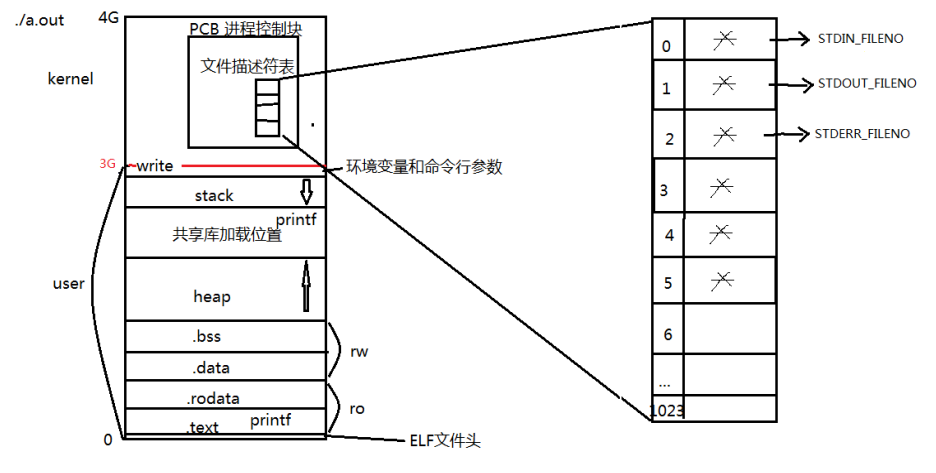 ./a.out
4G
PCB 进程控制块
文件描述符表
kernel
3G
write
环境变量和命令行参数
stack
printf
共享库加载位置
user
heap
.bss
rw
.data
.rodata
ro
.text
printf
0
ELF文件头
0
*
STDIN_FILENO
1
*
STDOUT_FILENO
2
*
STDERR_FILENO
3
*
4
*
5
*
6
...
1023